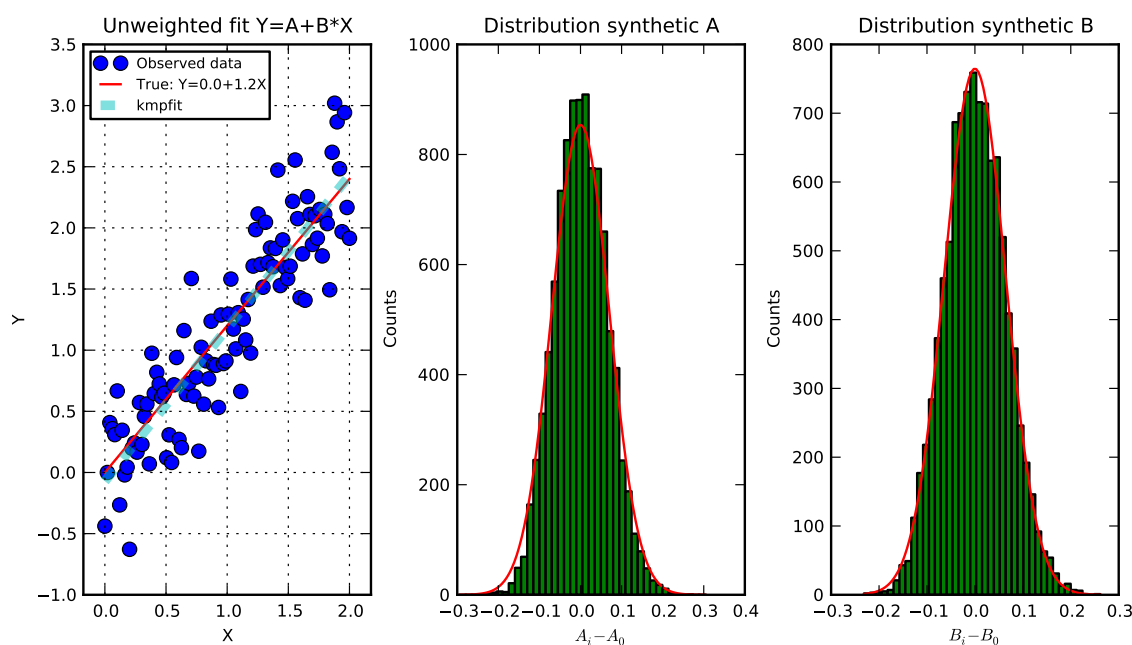 Unweighted fit Y=A+B*X
3.5
3.0
2.5
2.0
1.5
1.0
0.5
0.0
−0.5
−1.0
Y
Observed data
True: Y=0.0+1.2X
kmpfit
0.0 0.5 1.0 1.5 2.0
X
Distribution synthetic A
1000
800
600
400
200
0
Counts
−0.3 −0.2 −0.1 0.0 0.1 0.2 0.3 0.4
A_i−A_0
Distribution synthetic B
800
700
600
500
400
300
200
100
0
Counts
−0.3 −0.2 −0.1 0.0 0.1 0.2 0.3
B_i−B_0